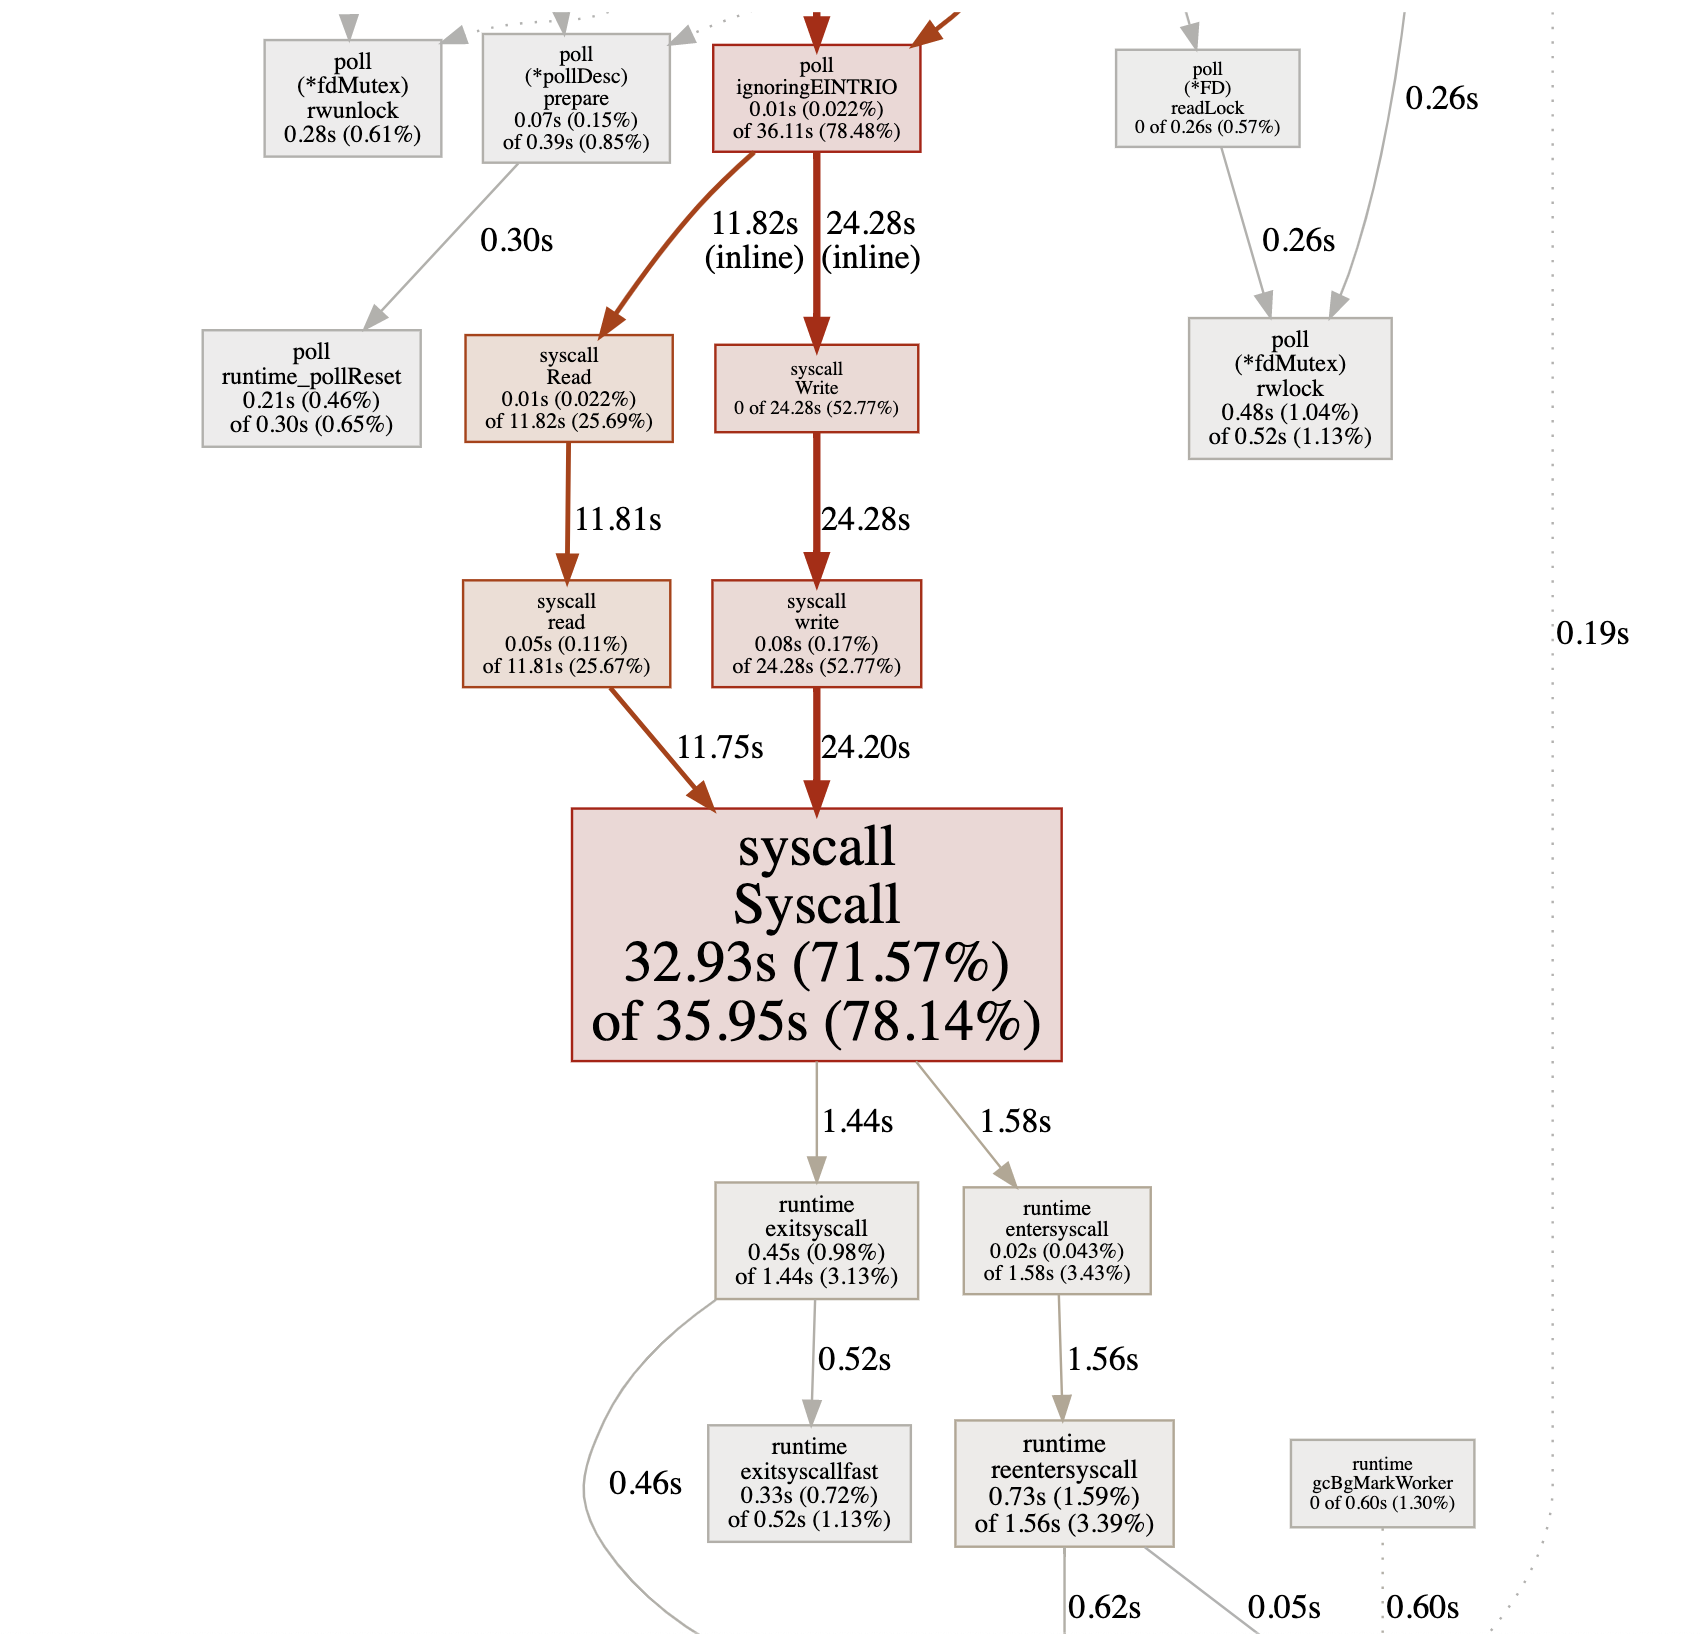 poll
(*fdMutex)
rwunlock
0.28s (0.61%)
poll
(*pollDesc)
prepare
0.07s (0.15%)
of 0.39s (0.85%)
poll
ignoringEINTRIO
0.01s (0.022%)
of 36.11s (78.48%)
poll
(*FD)
readLock
0 of 0.26s (0.57%)
0.26s
0.30s
11.82s
(inline)
24.28s
(inline)
0.26s
poll
runtime_pollReset
0.21s (0.46%)
of 0.30s (0.65%)
syscall
Read
0.01s (0.022%)
of 11.82s (25.69%)
syscall
Write
0 of 24.28s (52.77%)
poll
(*fdMutex)
rwlock
0.48s (1.04%)
of 0.52s (1.13%)
11.81s
24.28s
syscall
read
0.05s (0.11%)
of 11.81s (25.67%)
syscall
write
0.08s (0.17%)
of 24.28s (52.77%)
0.19s
11.75s
24.20s
syscall
Syscall
32.93s (71.57%)
of 35.95s (78.14%)
1.44s
1.58s
runtime
exitsyscall
0.45s (0.98%)
of 1.44s (3.13%)
runtime
entersyscall
0.02s (0.043%)
of 1.58s (3.43%)
0.52s
1.56s
0.46s
runtime
exitsyscallfast
0.33s (0.72%)
of 0.52s (1.13%)
runtime
reentersyscall
0.73s (1.59%)
of 1.56s (3.39%)
runtime
gcBgMarkWorker
0 of 0.60s (1.30%)
0.62s
0.05s
0.60s